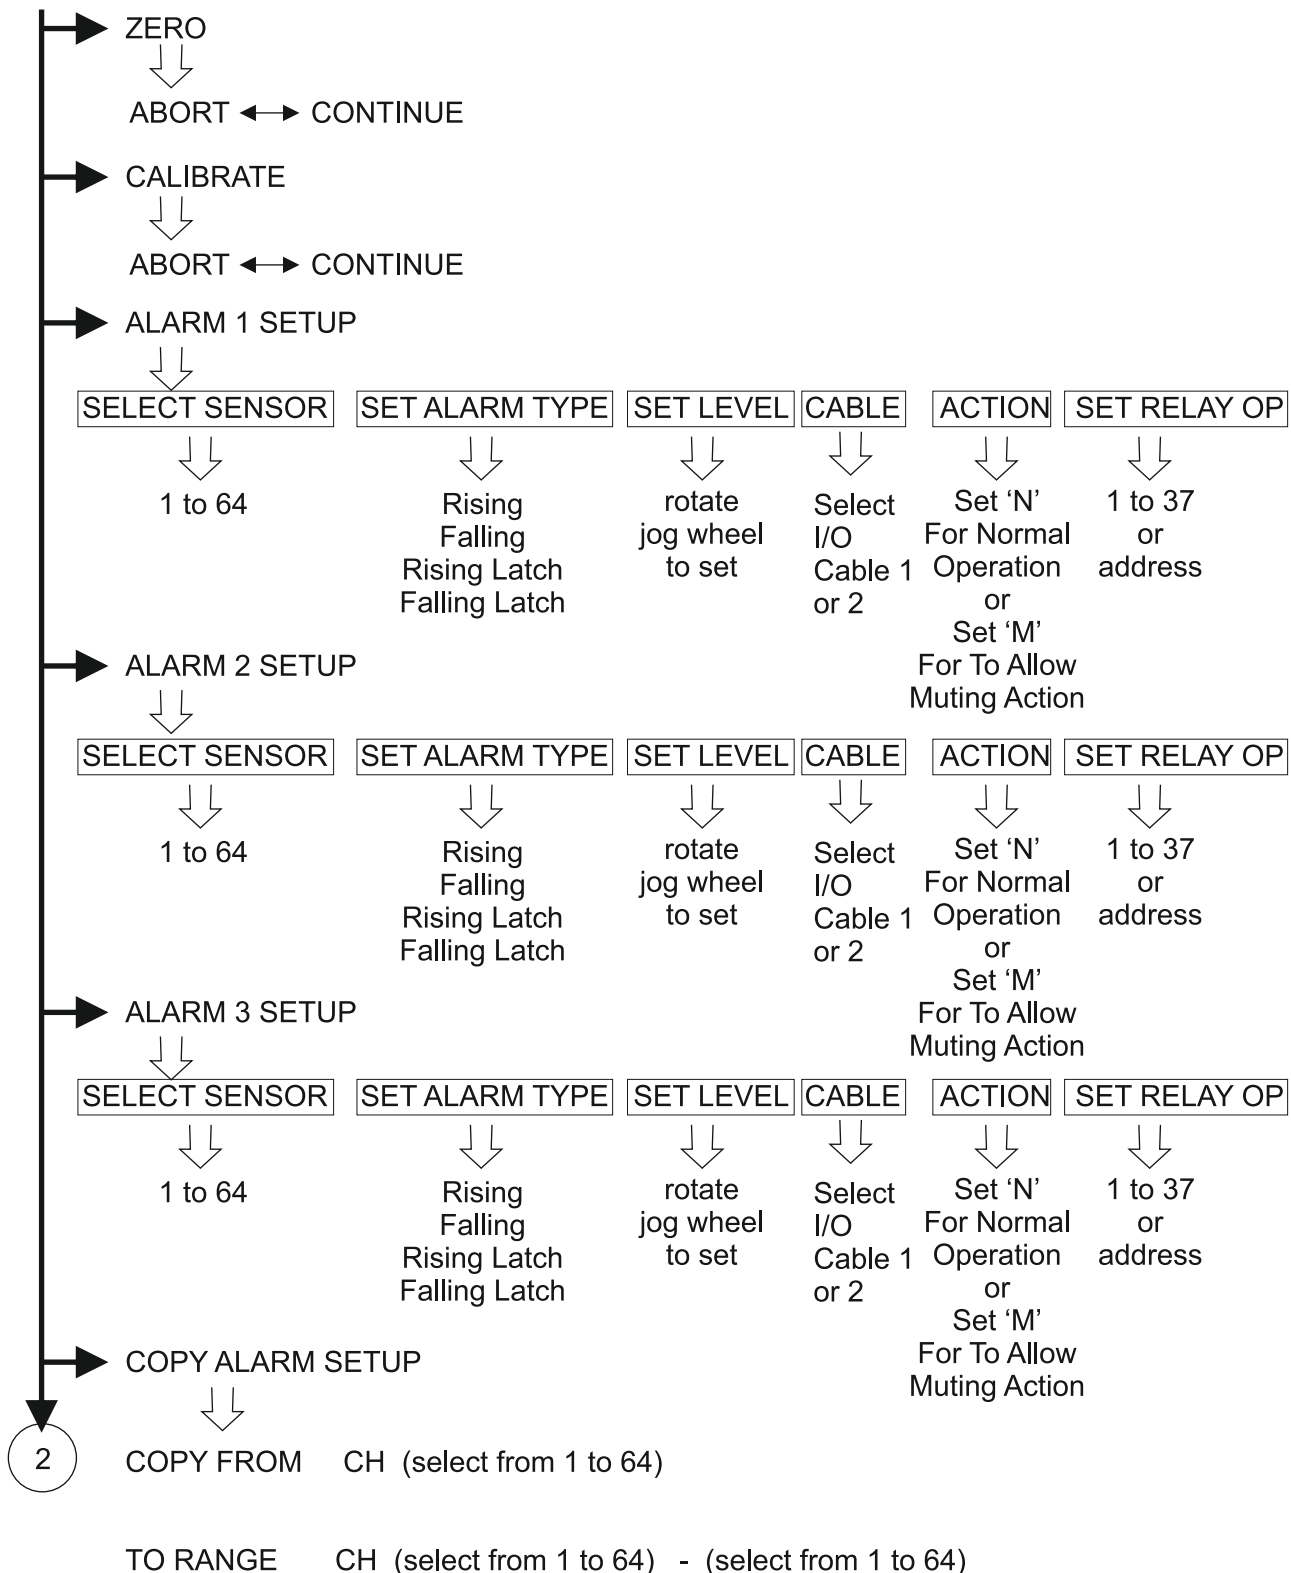 ZERO
ABORT CONTINUE
CALIBRATE
ABORT CONTINUE
ALARM 1 SETUP
SELECT SENSOR SET ALARM TYPE SET LEVEL CABLE ACTION SET RELAY OP
1 to 64
Rising
Falling
Rising Latch
Falling Latch
rotate
jog wheel
to set
Select
I/O
Cable 1
or 2
Set ‘N’
For Normal
Operation
or
Set ‘M’
For To Allow
Muting Action
1 to 37
or
address
ALARM 2 SETUP
SELECT SENSOR SET ALARM TYPE SET LEVEL CABLE ACTION SET RELAY OP
1 to 64
Rising
Falling
Rising Latch
Falling Latch
rotate
jog wheel
to set
Select
I/O
Cable 1
or 2
Set ‘N’
For Normal
Operation
or
Set ‘M’
For To Allow
Muting Action
1 to 37
or
address
ALARM 3 SETUP
SELECT SENSOR SET ALARM TYPE SET LEVEL CABLE ACTION SET RELAY OP
1 to 64
Rising
Falling
Rising Latch
Falling Latch
rotate
jog wheel
to set
Select
I/O
Cable 1
or 2
Set ‘N’
For Normal
Operation
or
Set ‘M’
For To Allow
Muting Action
1 to 37
or
address
COPY ALARM SETUP
2
COPY FROM CH (select from 1 to 64)
TO RANGE CH (select from 1 to 64) - (select from 1 to 64)